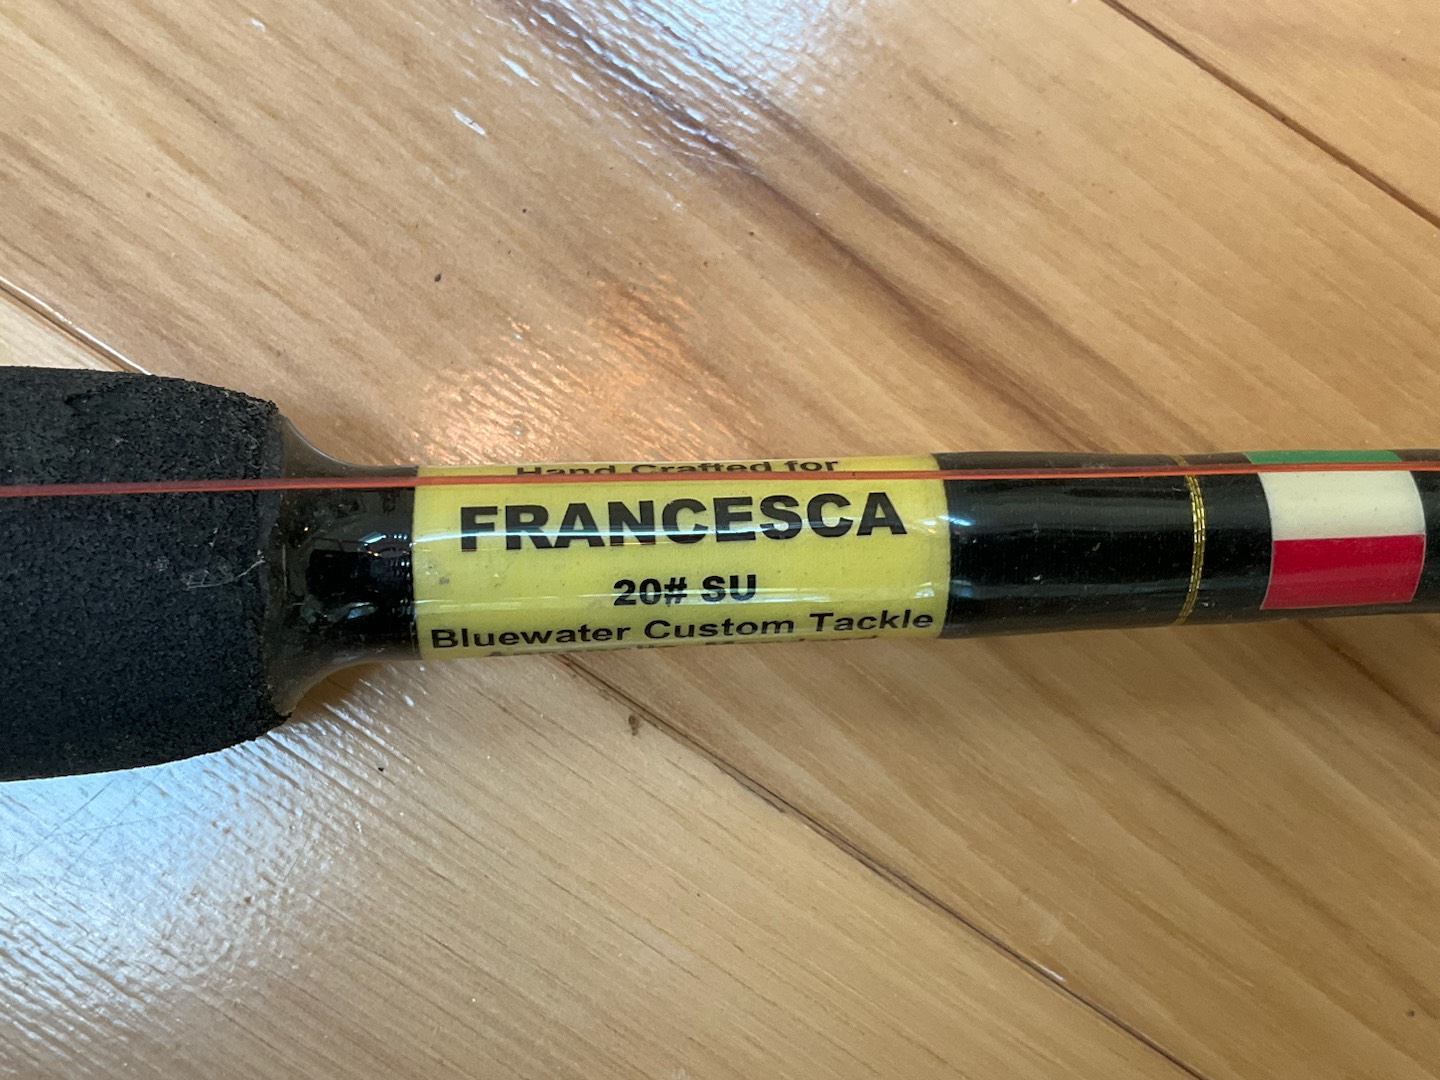 Hand Crafted for
FRANCESCA
20# SU
Bluewater Custom Tackle